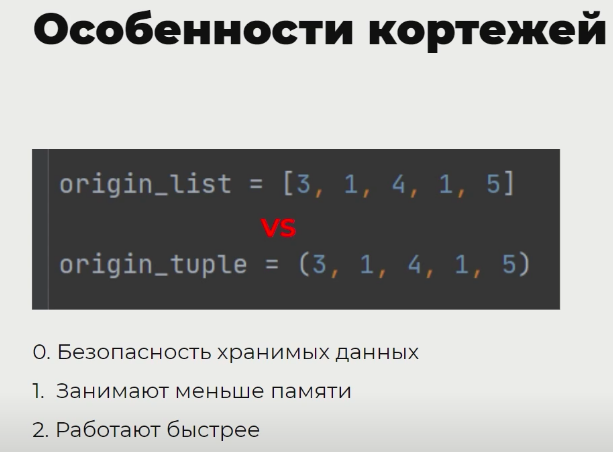 Особенности кортежей
origin_list = [3, 1, 4, 1, 5]
VS
origin_tuple = (3, 1, 4, 1, 5)
0. Безопасность хранимых данных
1. Занимают меньше памяти
2. Работают быстрее